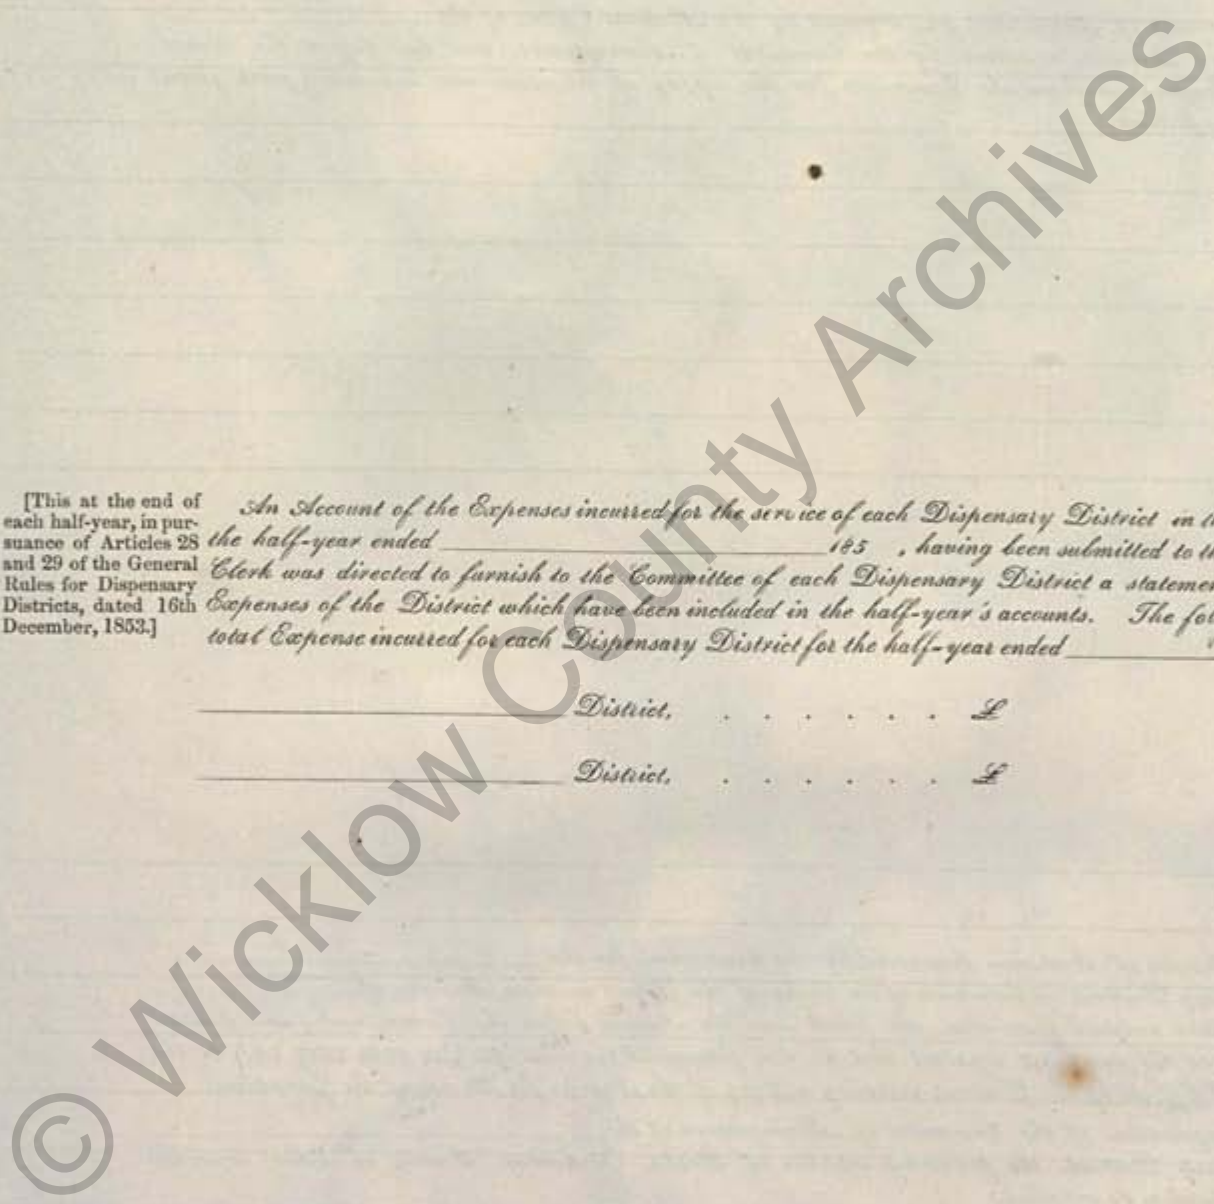 [This at the end of
each half-year, in pur-
suance of Articles 28
and 29 of the General
Rules for Dispensary
Districts, dated 16th
December, 1853.]
An Account of the Expenses incurred for the service of each Dispensary District in
the half-year ended 185 , having been submitted to
Clerk was directed to furnish to the Committee of each Dispensary District a statemen
Expenses of the District which have been included in the half-year's accounts. The fol
total Expense incurred for each Dispensary District for the half-year ended
District, . . . . . . £
District, . . . . . . £
© Wicklow County Archives